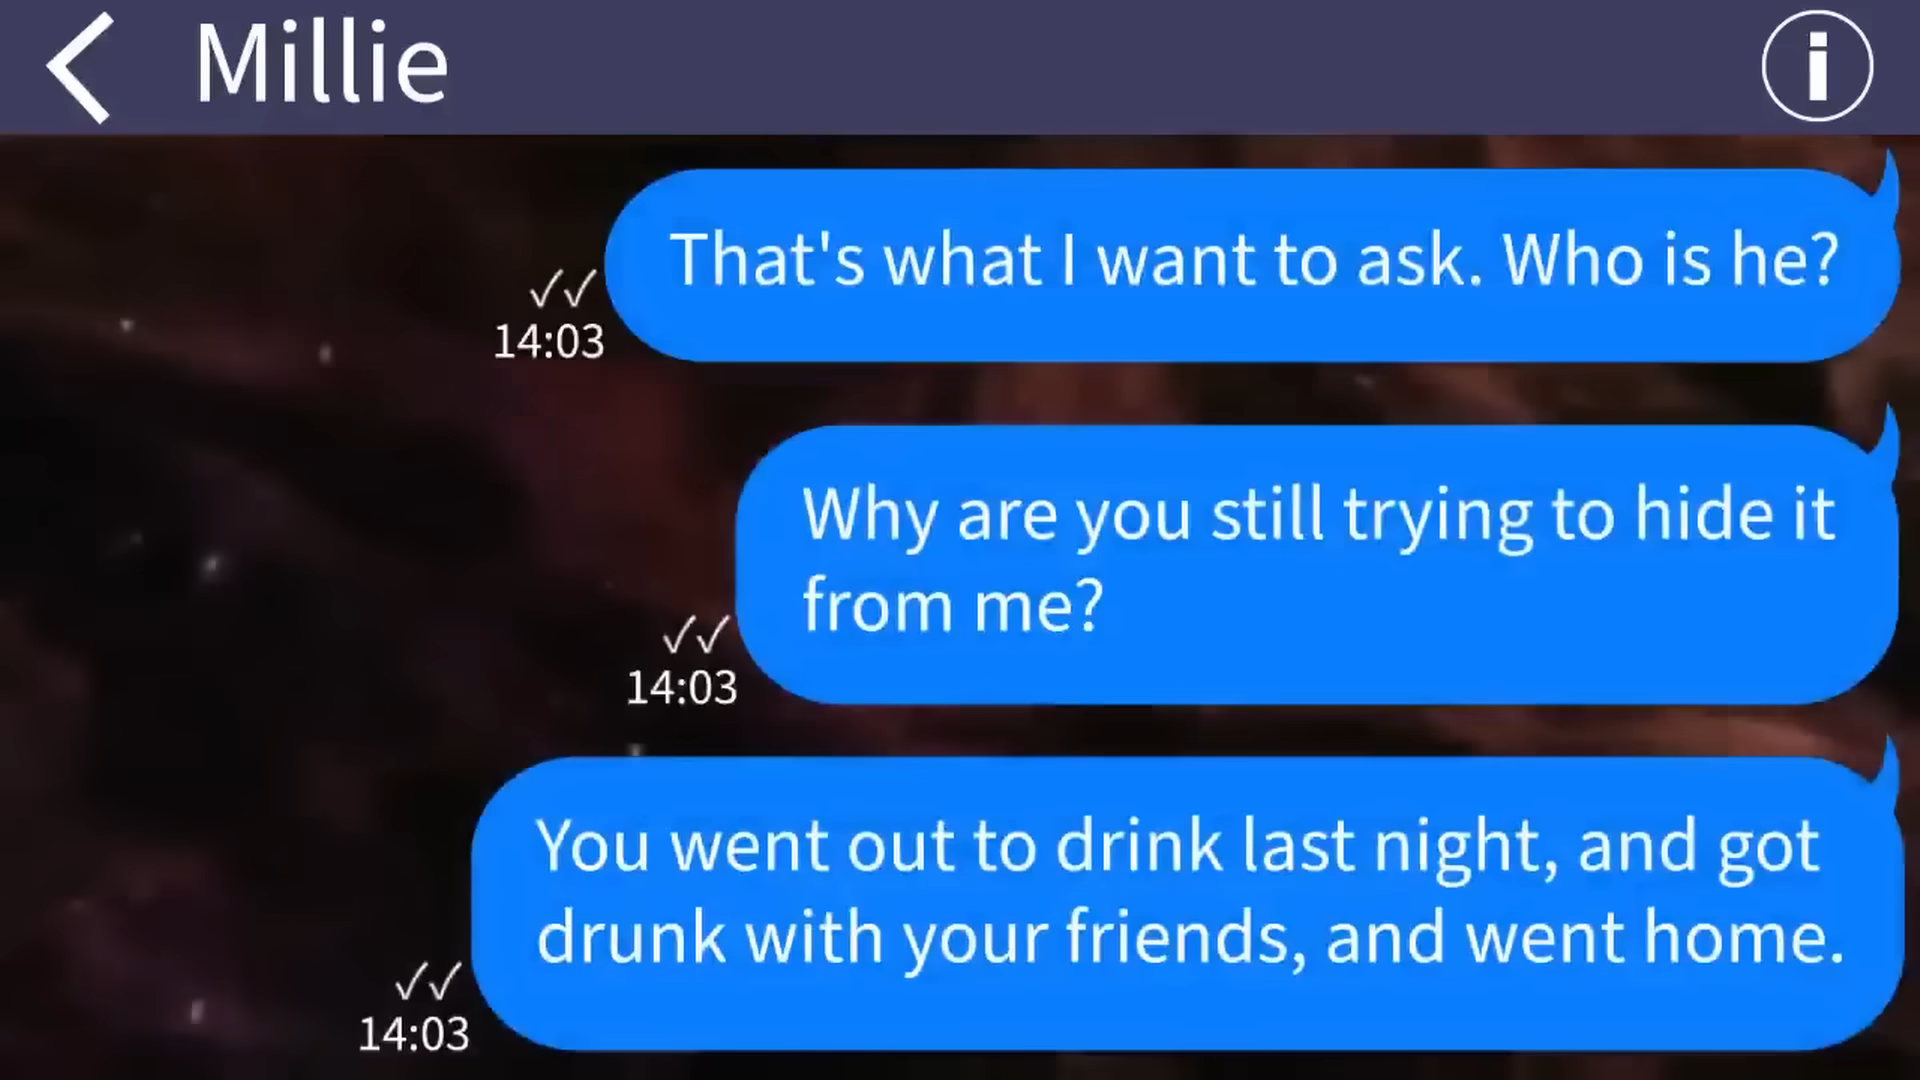 Millie
That's what I want to ask. Who is he?
✓✓
14:03
Why are you still trying to hide it
from me?
✓✓
14:03
You went out to drink last night, and got
drunk with your friends, and went home.
✓✓
14:03